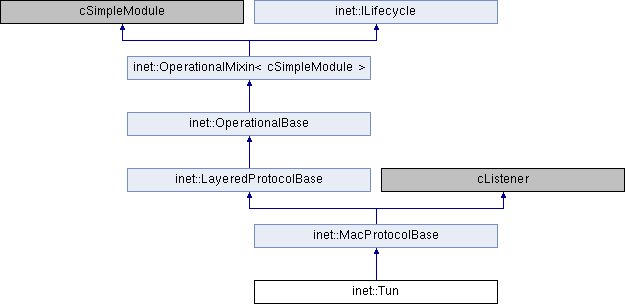 cSimpleModule
inet::ILifecycle
inet::OperationalMixin< cSimpleModule >
inet::OperationalBase
inet::LayeredProtocolBase
cListener
inet::MacProtocolBase
inet::Tun